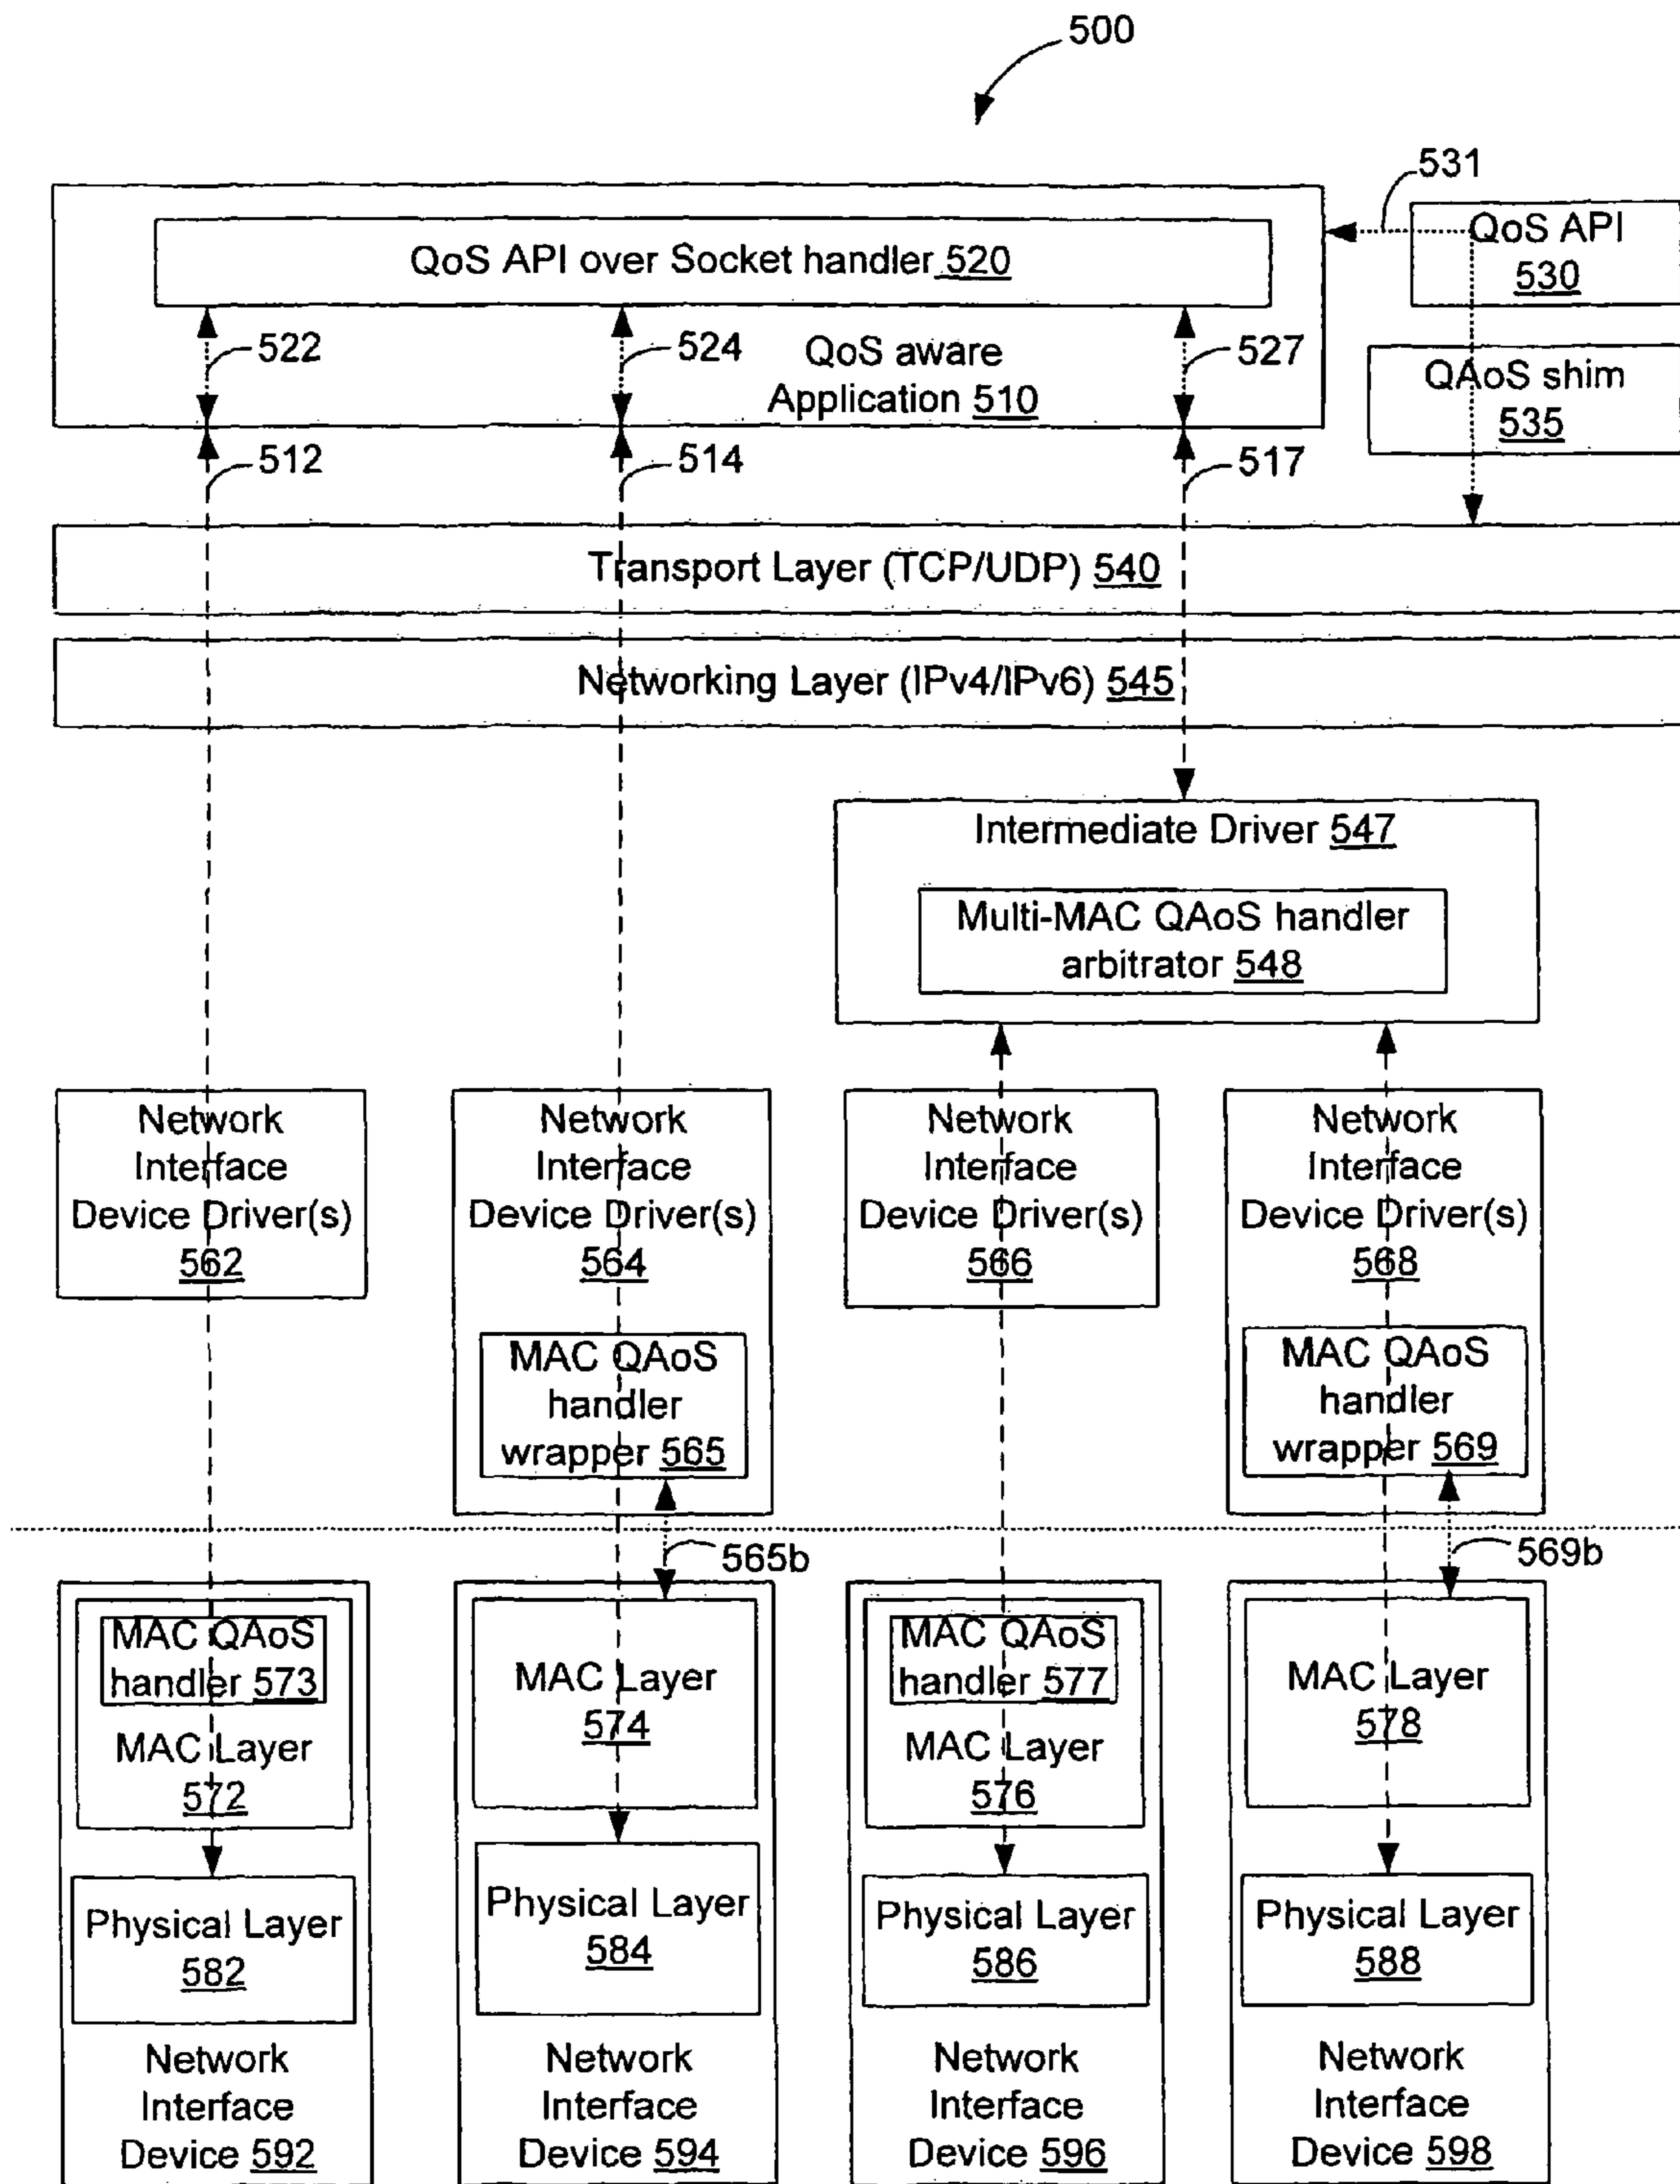 500
531
QoS API over Socket handler 520
QoS API
530
522
524
QoS aware
Application 510
527
QAoS shim
535
512
514
517
Transport Layer (TCP/UDP) 540
Networking Layer (IPv4/IPv6) 545
Intermediate Driver 547
Multi-MAC QAoS handler
arbitrator 548
Network
Interface
Device Driver(s)
562
Network
Interface
Device Driver(s)
564
MAC QAoS
handler
wrapper 565
Network
Interface
Device Driver(s)
566
Network
Interface
Device Driver(s)
568
MAC QAoS
handler
wrapper 569
565b
569b
MAC QAoS
handler 573
MAC Layer
572
Physical Layer
582
Network
Interface
Device 592
MAC Layer
574
Physical Layer
584
Network
Interface
Device 594
MAC QAoS
handler 577
MAC Layer
576
Physical Layer
586
Network
Interface
Device 596
MAC Layer
578
Physical Layer
588
Network
Interface
Device 598